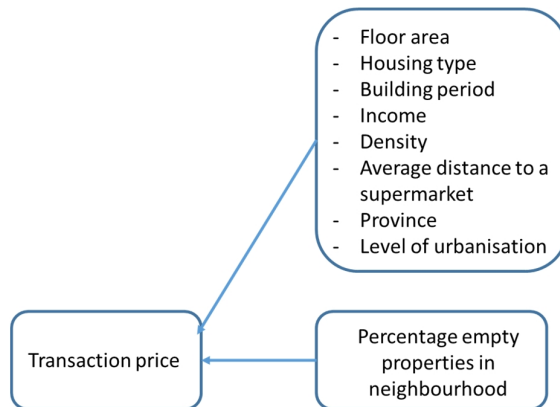 - Floor area
- Housing type
- Building period
- Income
- Density
- Average distance to a
supermarket
- Province
- Level of urbanisation
Transaction price
Percentage empty
properties in
neighbourhood